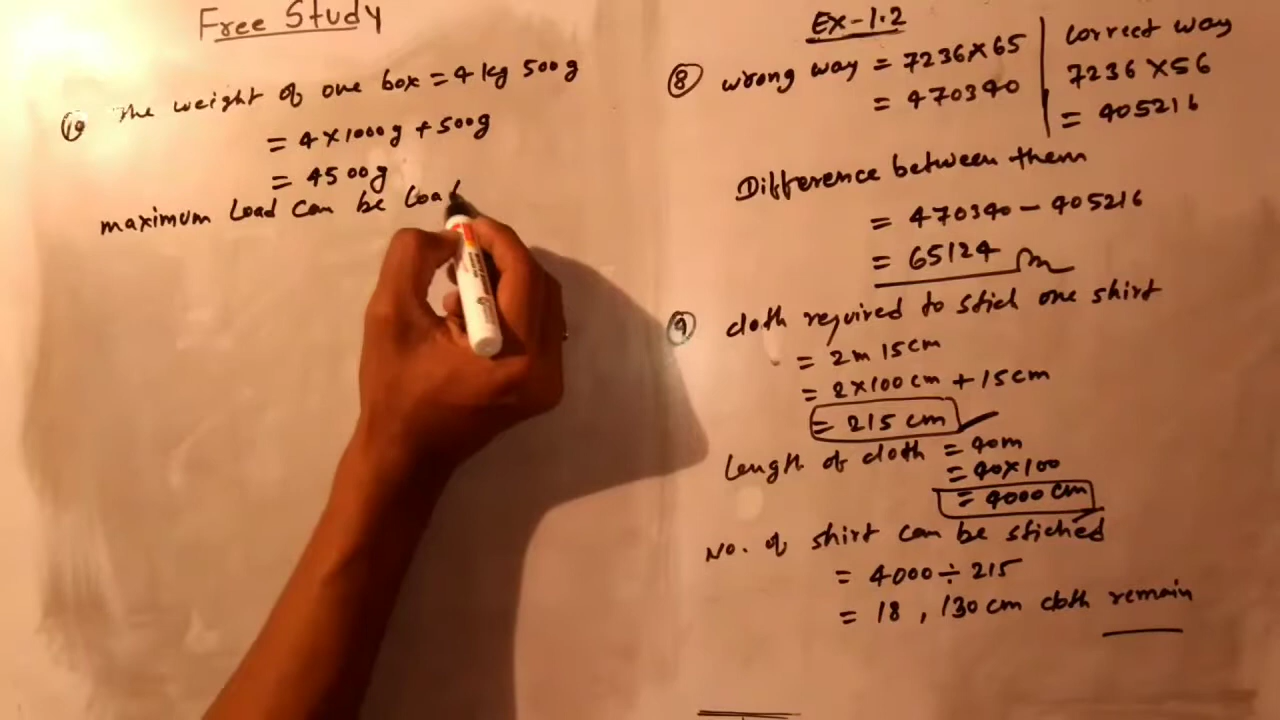 Free Study
⑩ The weight of one box = 4 kg 500 g
= 4 × 1000 g + 500 g
= 4500 g
maximum Load can be Load
Ex-1.2
⑧ wrong way = 7236×65
= 470340
correct way
7236 × 56
= 405216
Difference between them
= 470340 - 405216
= 65124
⑨ cloth required to stich one shirt
= 2m 15cm
= 2×100 cm + 15cm
= 215 cm
Length of cloth = 40m
= 40×100
= 4000 cm
No. of shirt can be stiched
= 4000 ÷ 215
= 18 , 130 cm cloth remain